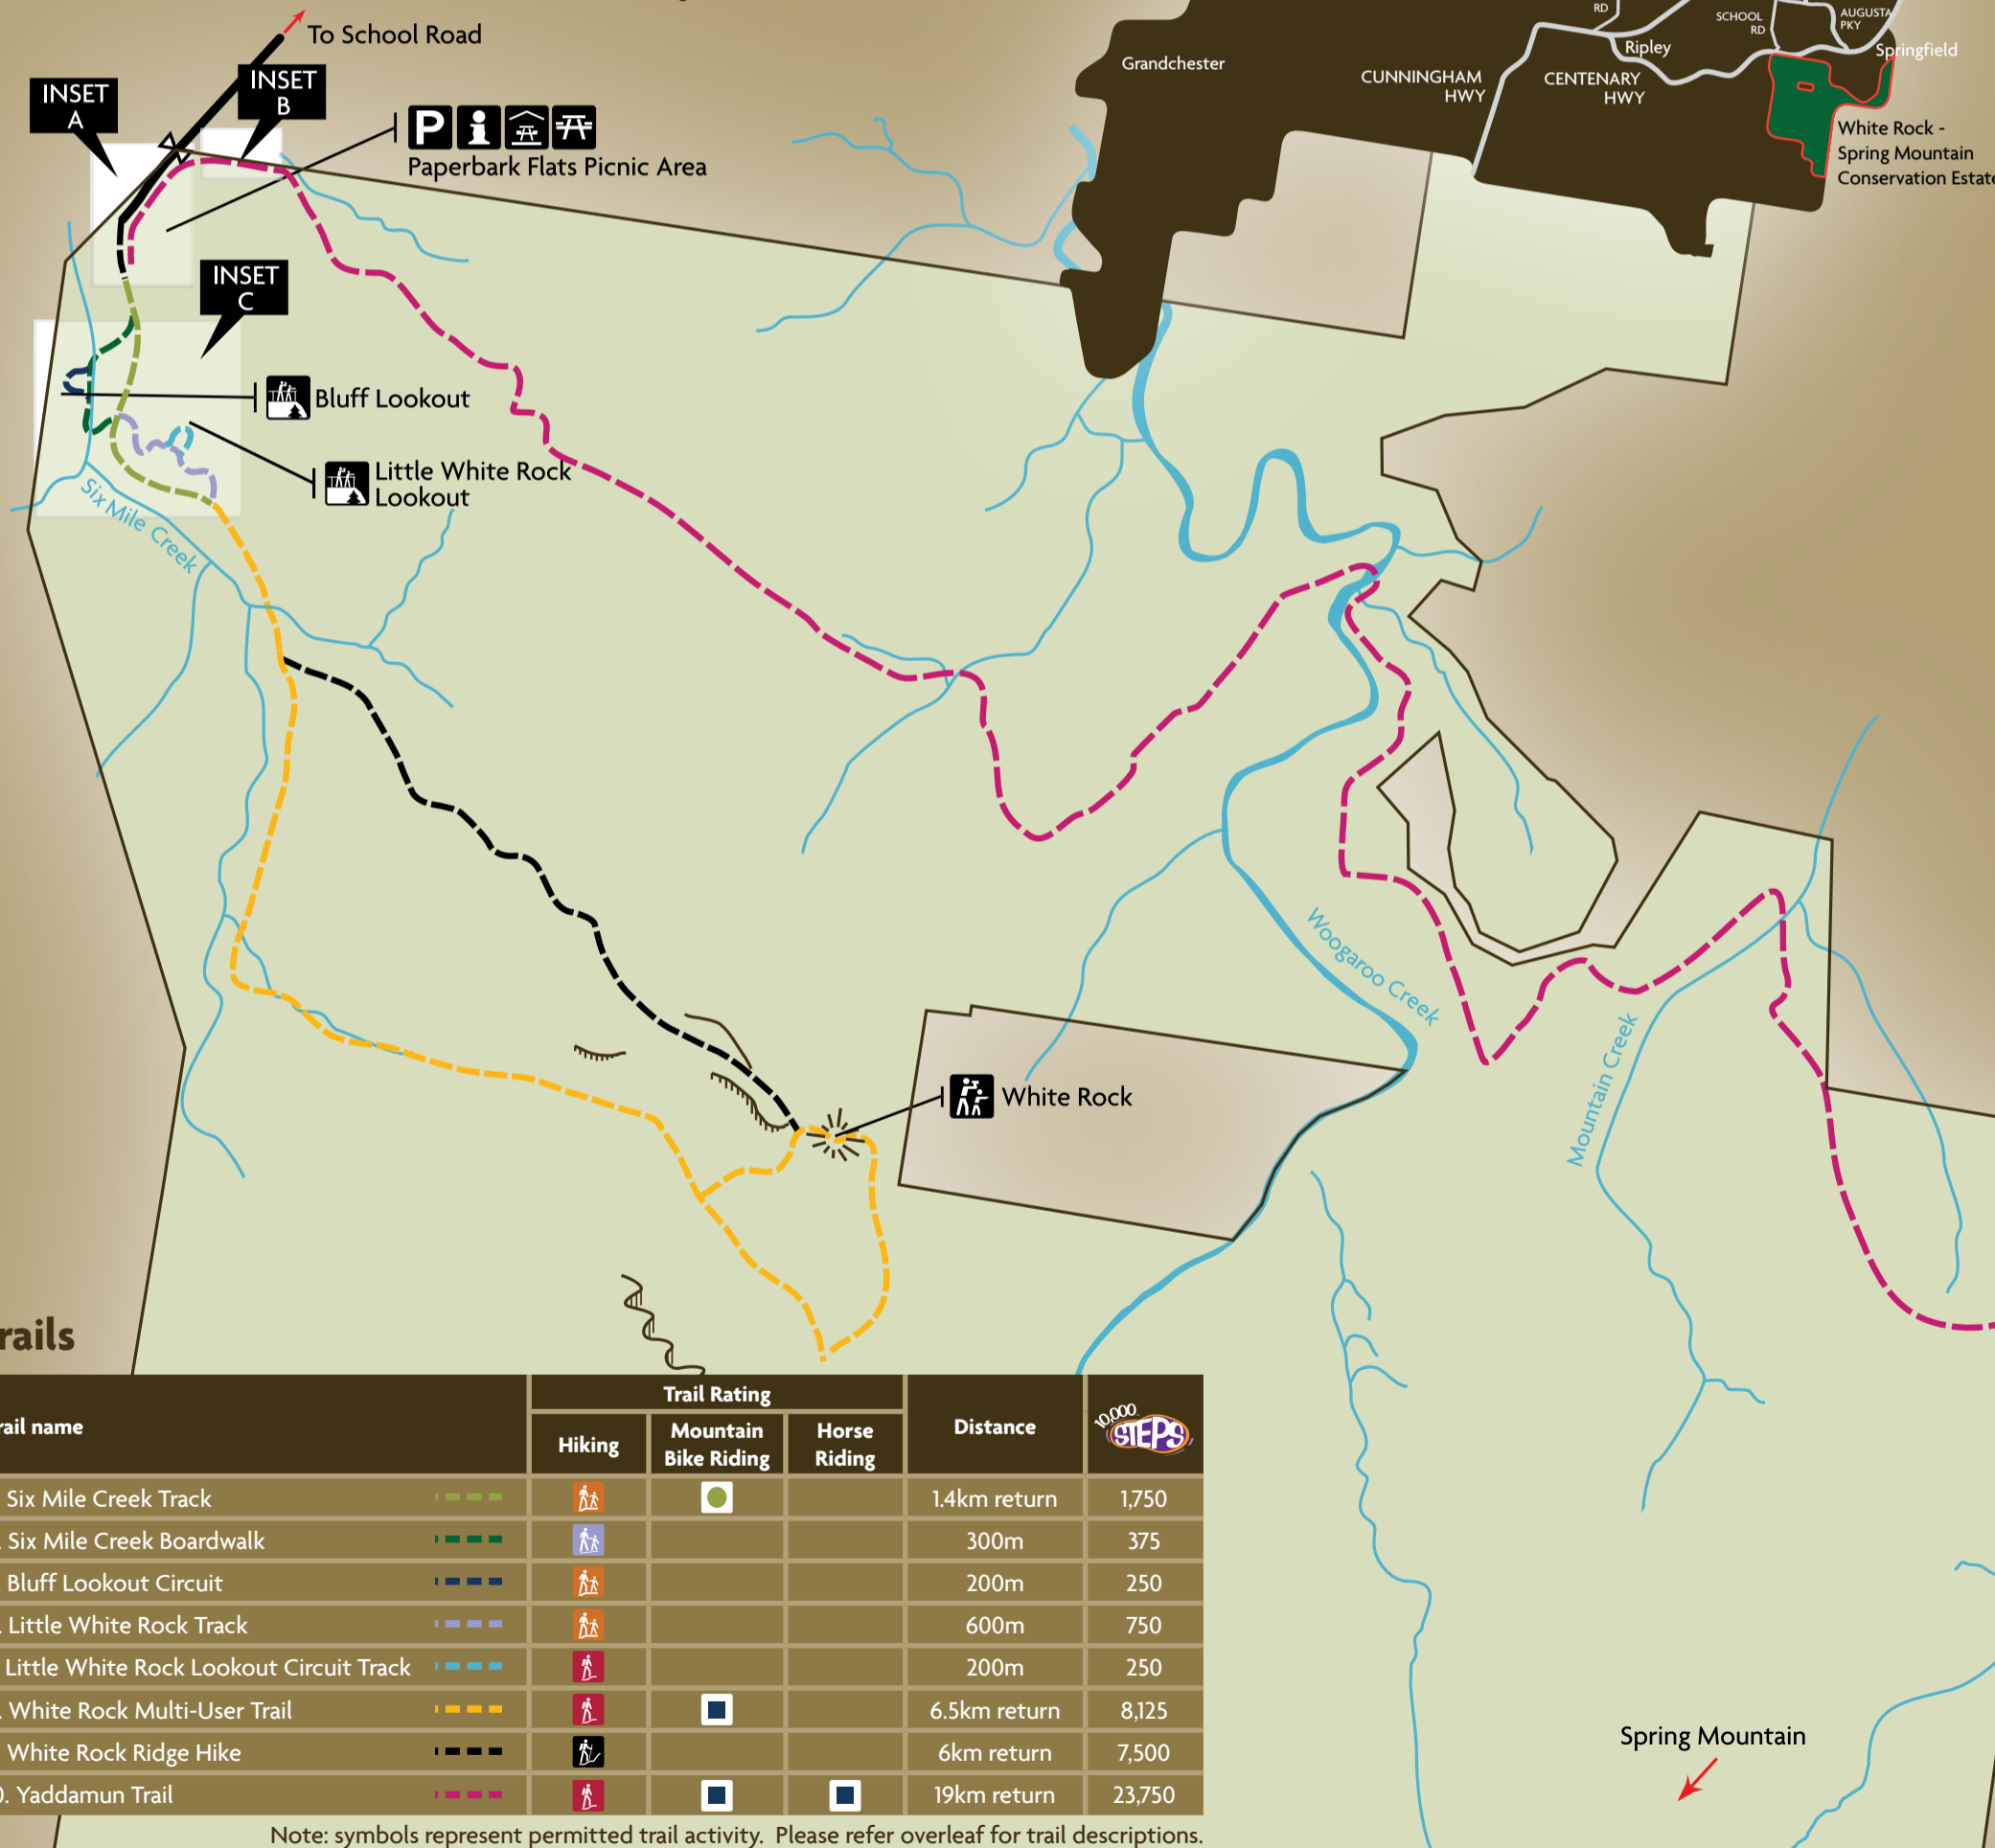 To School Road
INSET
A
INSET
B
P
i
Paperbark Flats Picnic Area
INSET
C
Bluff Lookout
Little White Rock
Lookout
Six Mile Creek
Grandchester
CUNNINGHAM
HWY
CENTENARY
HWY
RD
Ripley
SCHOOL
RD
AUGUSTA
PKY
Springfield
White Rock -
Spring Mountain
Conservation Estate
Woogaroo Creek
Mountain Creek
White Rock
Spring Mountain
rails
rail name
Trail Rating
Hiking
Mountain
Bike Riding
Horse
Riding
Distance
10,000
STEPS
Six Mile Creek Track 1.4km return 1,750
. Six Mile Creek Boardwalk 300m 375
. Bluff Lookout Circuit 200m 250
. Little White Rock Track 600m 750
Little White Rock Lookout Circuit Track 200m 250
. White Rock Multi-User Trail 6.5km return 8,125
White Rock Ridge Hike 6km return 7,500
0. Yaddamun Trail 19km return 23,750
Note: symbols represent permitted trail activity. Please refer overleaf for trail descriptions.